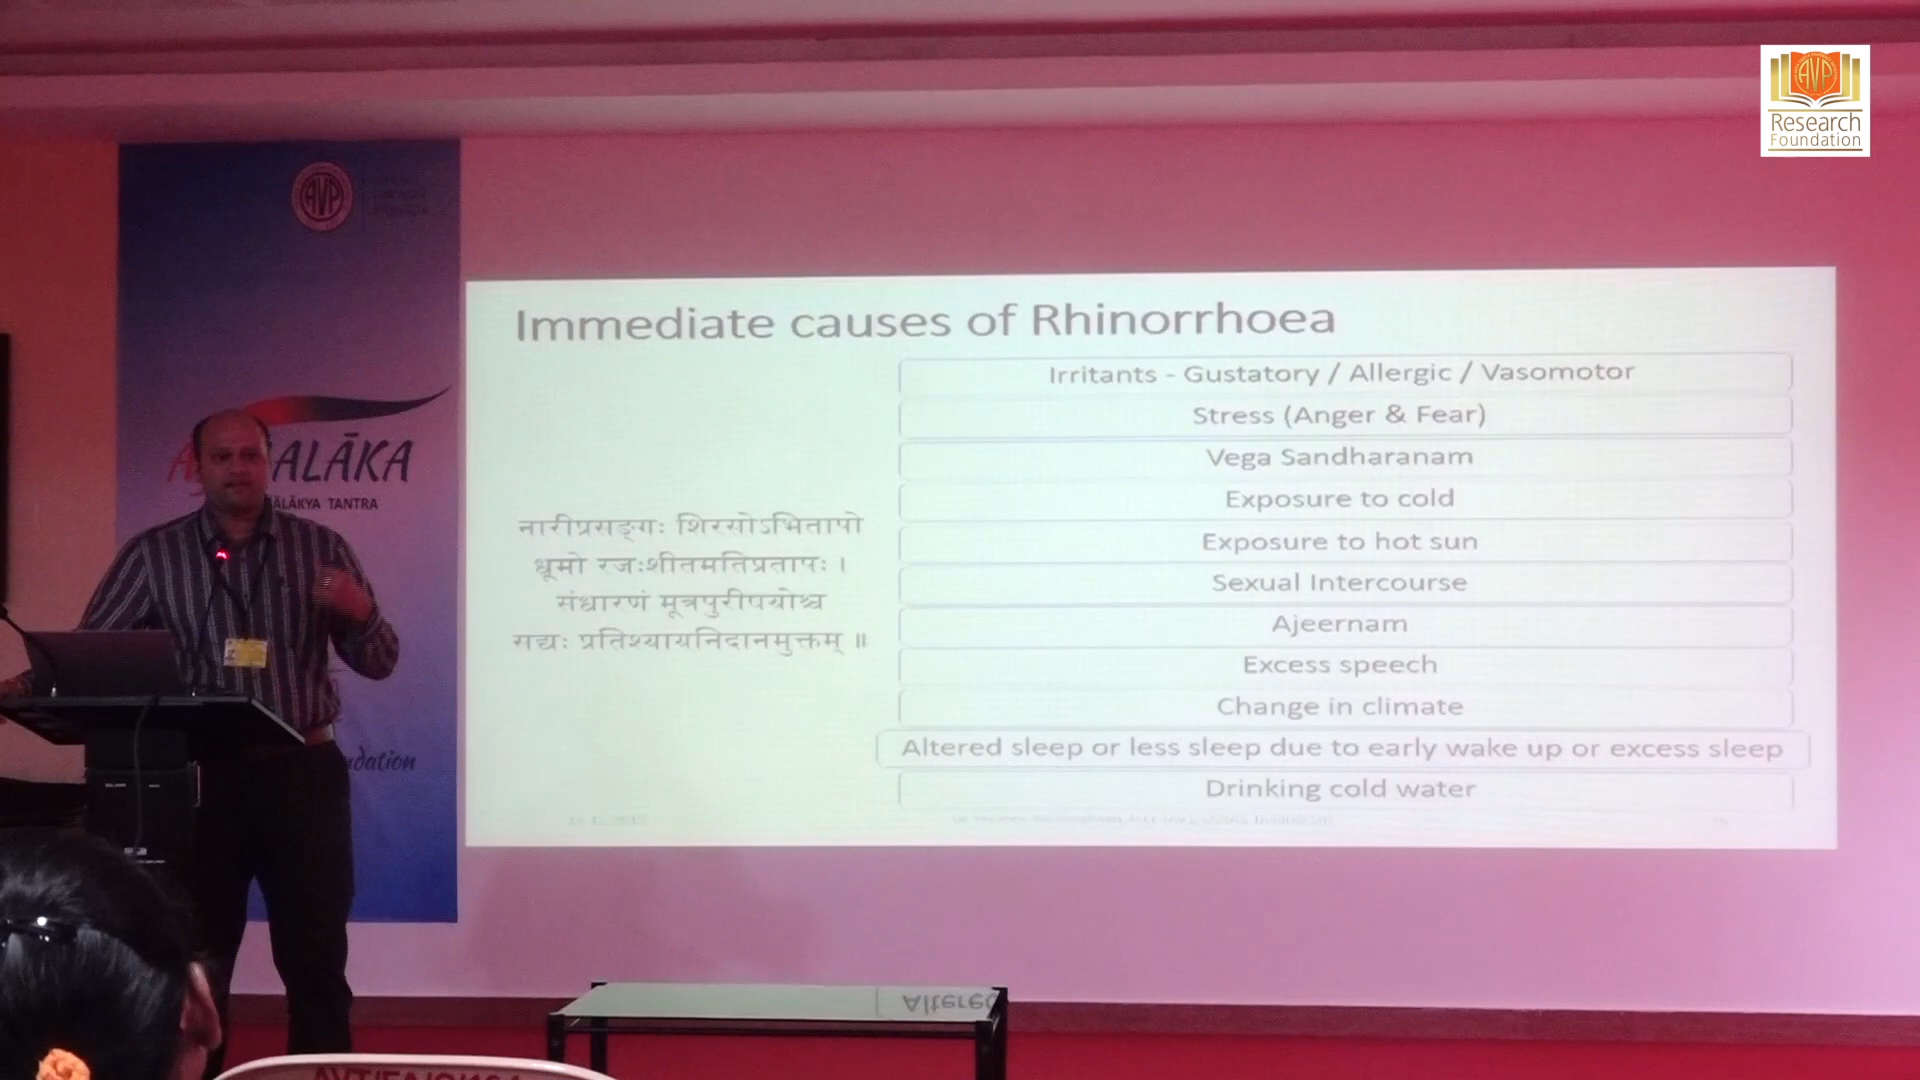 AVP
Research
Foundation
AVP
ALĀKA
ĀLĀKYA TANTRA
dation
Immediate causes of Rhinorrhoea
नारीप्रसङ्गः शिरसोऽभितापो
धूमो रजःशीतमतिप्रतापः ।
संधारणं मूत्रपुरीषयोश्च
सद्यः प्रतिश्यायनिदानमुक्तम् ॥
Irritants - Gustatory / Allergic / Vasomotor
Stress (Anger & Fear)
Vega Sandharanam
Exposure to cold
Exposure to hot sun
Sexual Intercourse
Ajeernam
Excess speech
Change in climate
Altered sleep or less sleep due to early wake up or excess sleep
Drinking cold water